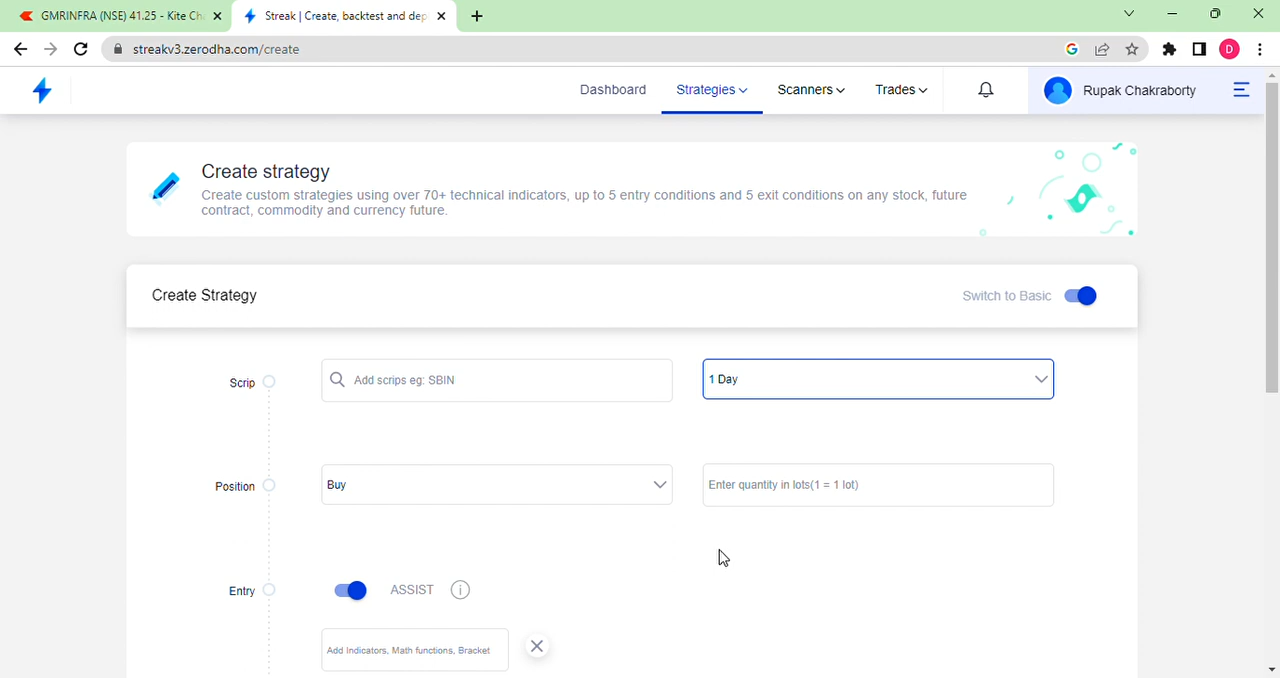 GMRINFRA (NSE) 41.25 - Kite Ch
Streak | Create, backtest and dep
streakv3.zerodha.com/create
G
D
Dashboard
Strategies
Scanners
Trades
Rupak Chakraborty
Create strategy
Create custom strategies using over 70+ technical indicators, up to 5 entry conditions and 5 exit conditions on any stock, future
contract, commodity and currency future.
Create Strategy
Switch to Basic
Scrip
Add scrips eg: SBIN
1 Day
Position
Buy
Enter quantity in lots(1 = 1 lot)
Entry
ASSIST
i
Add Indicators, Math functions, Bracket